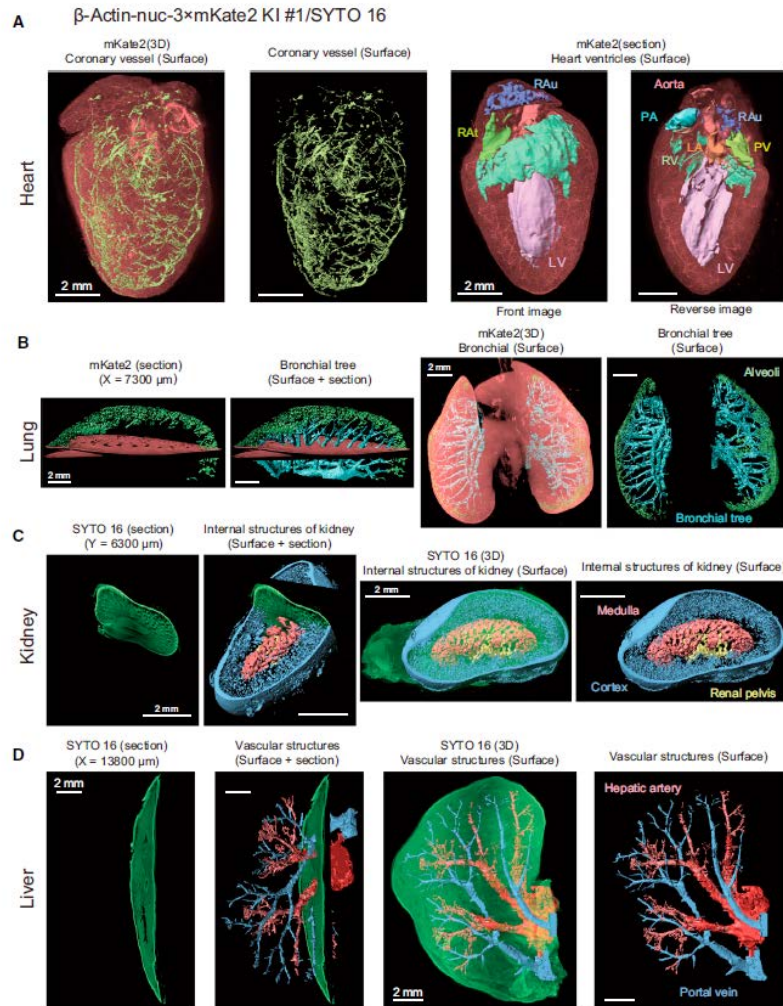 β-Actin-nuc-3×mKate2 KI #1/SYTO 16
A
mKate2(3D)
Coronary vessel (Surface)
Coronary vessel (Surface)
mKate2(section)
Heart ventricles (Surface)
Heart
2 mm
RAu
RAt
LV
2 mm
Front image
Aorta
PA
RAu
LA
PV
RV
LV
Reverse image
B
mKate2 (section)
(X = 7300 μm)
Bronchial tree
(Surface + section)
mKate2(3D)
Bronchial (Surface)
Bronchial tree
(Surface)
Lung
2 mm
2 mm
Alveoli
Bronchial tree
C
SYTO 16 (section)
(Y = 6300 μm)
Internal structures of kidney
(Surface + section)
SYTO 16 (3D)
Internal structures of kidney (Surface)
Internal structures of kidney (Surface
Kidney
2 mm
2 mm
Medulla
Cortex
Renal pelvis
D
SYTO 16 (section)
(X = 13800 μm)
Vascular structures
(Surface + section)
SYTO 16 (3D)
Vascular structures (Surface)
Vascular structures (Surface)
Liver
2 mm
2 mm
Hepatic artery
Portal vein